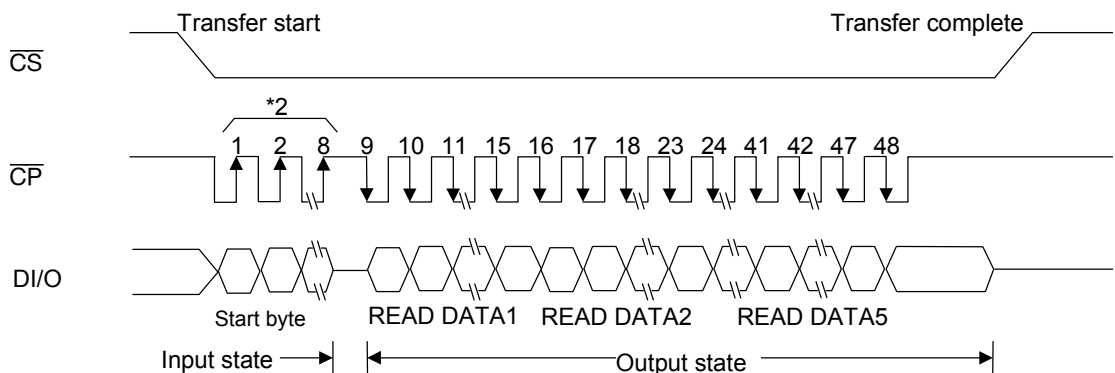 Transfer start Transfer complete
CS
*2
1 2 8 9 10 11 15 16 17 18 23 24 41 42 47 48
CP
DI/O
Start byte READ DATA1 READ DATA2 READ DATA5
Input state Output state